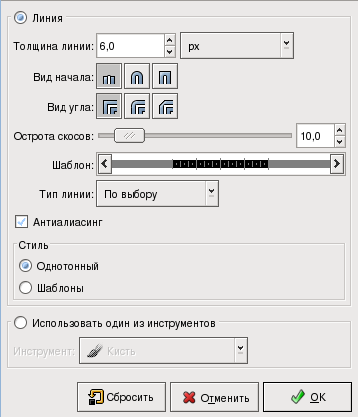 Линия
Толщина линии: 6,0 px
Вид начала:
Вид угла:
Острота скосов: 10,0
Шаблон:
Тип линии: По выбору
Антиалиасинг
Стиль
Однотонный
Шаблоны
Использовать один из инструментов
Инструмент: Кисть
Сбросить Отменить OK